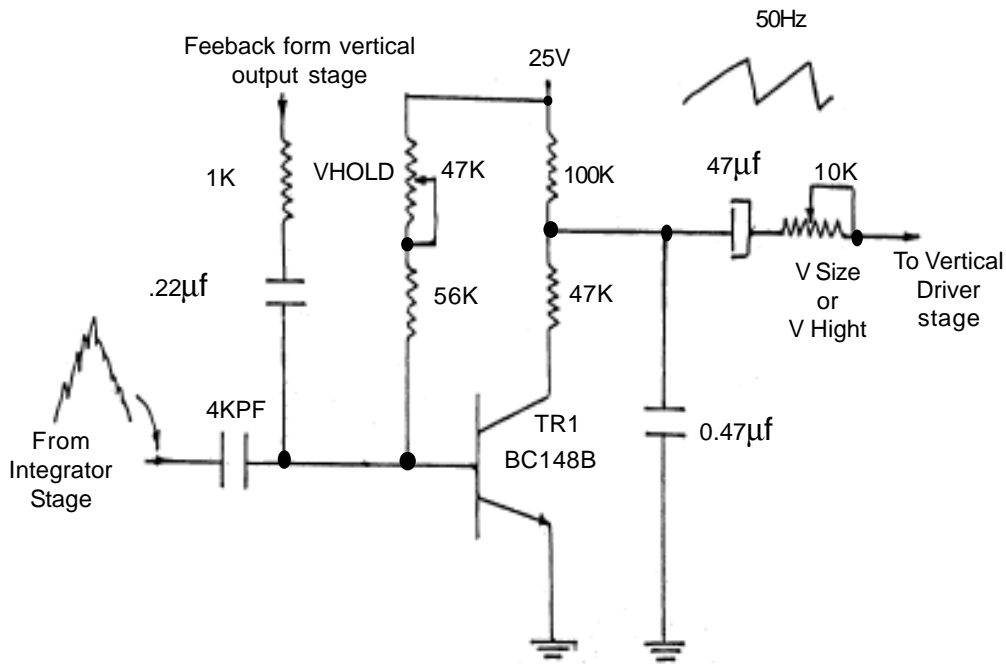 50Hz
Feeback form vertical
output stage
25V
1K
VHOLD
47K
100K
47µf
10K
.22µf
56K
47K
V Size
or
V Hight
To Vertical
Driver
stage
4KPF
TR1
BC148B
0.47µf
From
Integrator
Stage